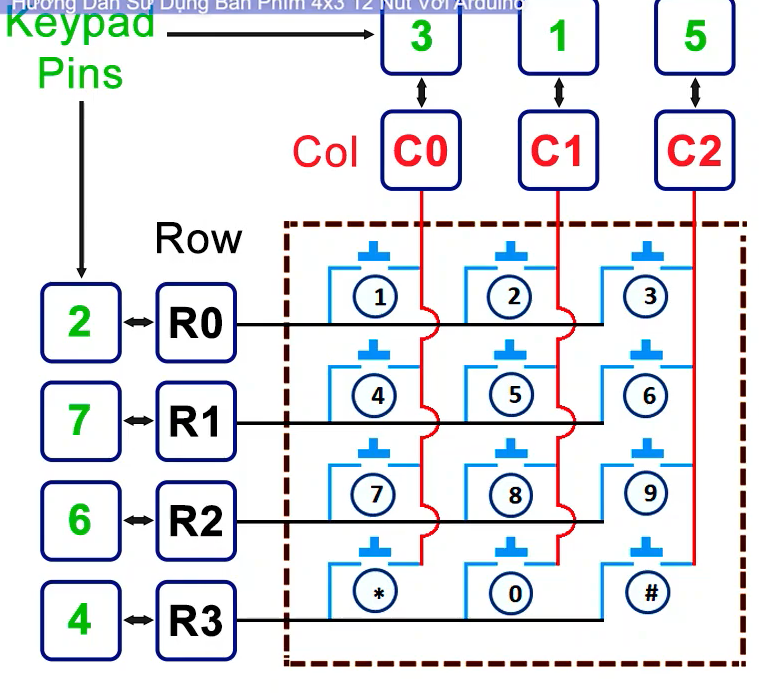 Hướng Dẫn Sử Dụng Bàn Phím 4x3 12 Nút Với Arduino
Keypad
Pins
3 1 5
Col C0 C1 C2
Row
1 2 3
2 R0
4 5 6
7 R1
7 8 9
6 R2
* 0 #
4 R3